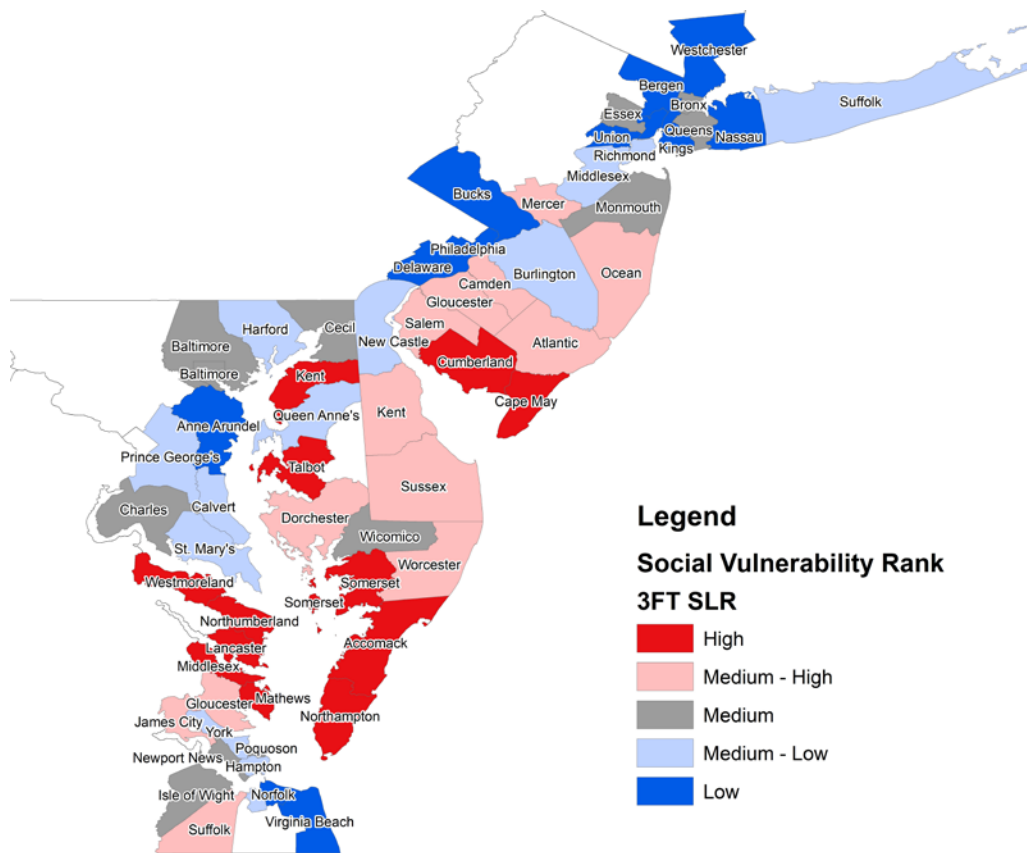 Westchester
Bergen
Suffolk
Bronx
Essex
Queens
Union
Nassau
Kings
Richmond
Middlesex
Bucks
Mercer
Monmouth
Philadelphia
Delaware
Burlington
Ocean
Camden
Gloucester
Salem
New Castle
Atlantic
Cumberland
Cape May
Harford
Cecil
Baltimore
Baltimore
Kent
Queen Anne's
Kent
Anne Arundel
Prince George's
Talbot
Sussex
Calvert
Charles
Dorchester
Wicomico
St. Mary's
Worcester
Westmoreland
Somerset
Somerset
Northumberland
Accomack
Lancaster
Middlesex
Mathews
Gloucester
Northampton
James City
York
Poquoson
Newport News
Hampton
Isle of Wight
Norfolk
Virginia Beach
Suffolk
Legend
Social Vulnerability Rank
3FT SLR
High
Medium - High
Medium
Medium - Low
Low